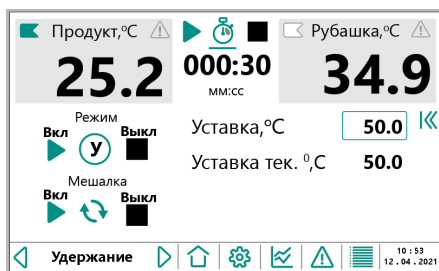 Продукт,°C
Рубашка,°C
25.2
000:30
мм:сс
34.9
Режим
Вкл
У
Выкл
Уставка,°C
50.0
Уставка тек. ⁰,C
50.0
Мешалка
Вкл
Выкл
Удержание
10 : 53
12 . 04 . 2021